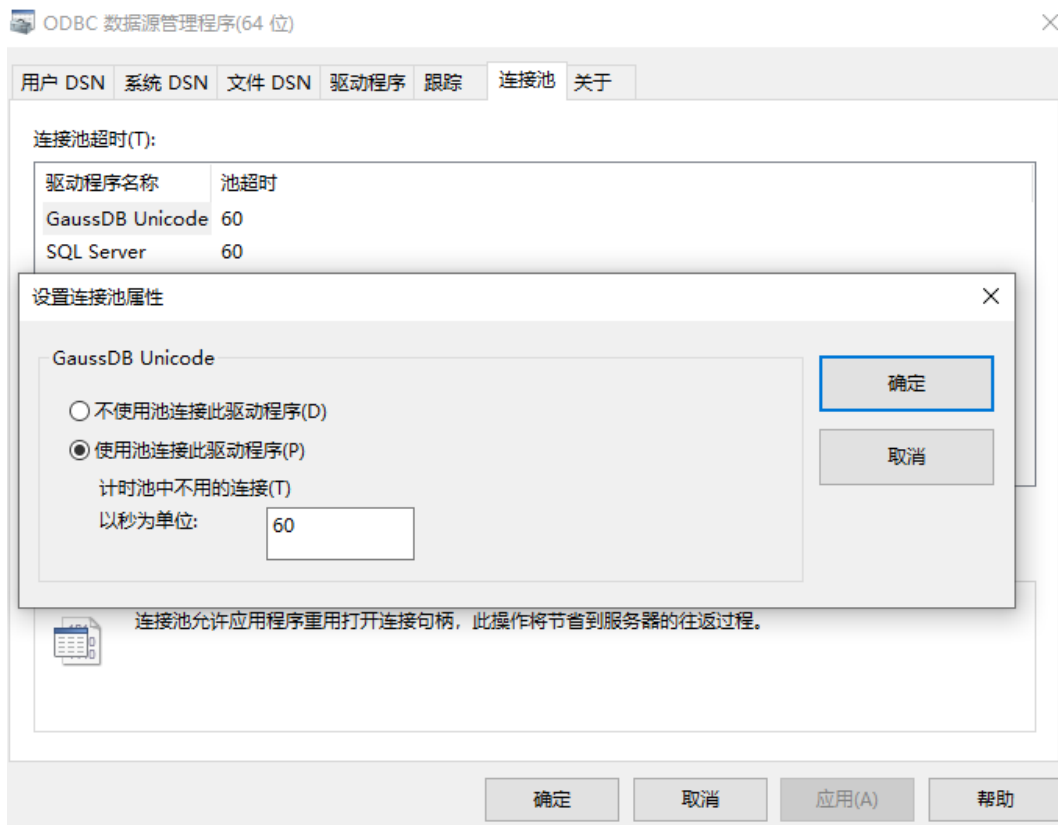 ODBC 数据源管理程序(64 位)
用户 DSN 系统 DSN 文件 DSN 驱动程序 跟踪 连接池 关于
连接池超时(T):
驱动程序名称 池超时
GaussDB Unicode 60
SQL Server 60
设置连接池属性
GaussDB Unicode
不使用池连接此驱动程序(D)
使用池连接此驱动程序(P)
计时池中不用的连接(T)
以秒为单位: 60
确定
取消
连接池允许应用程序重用打开连接句柄，此操作将节省到服务器的往返过程。
确定 取消 应用(A) 帮助